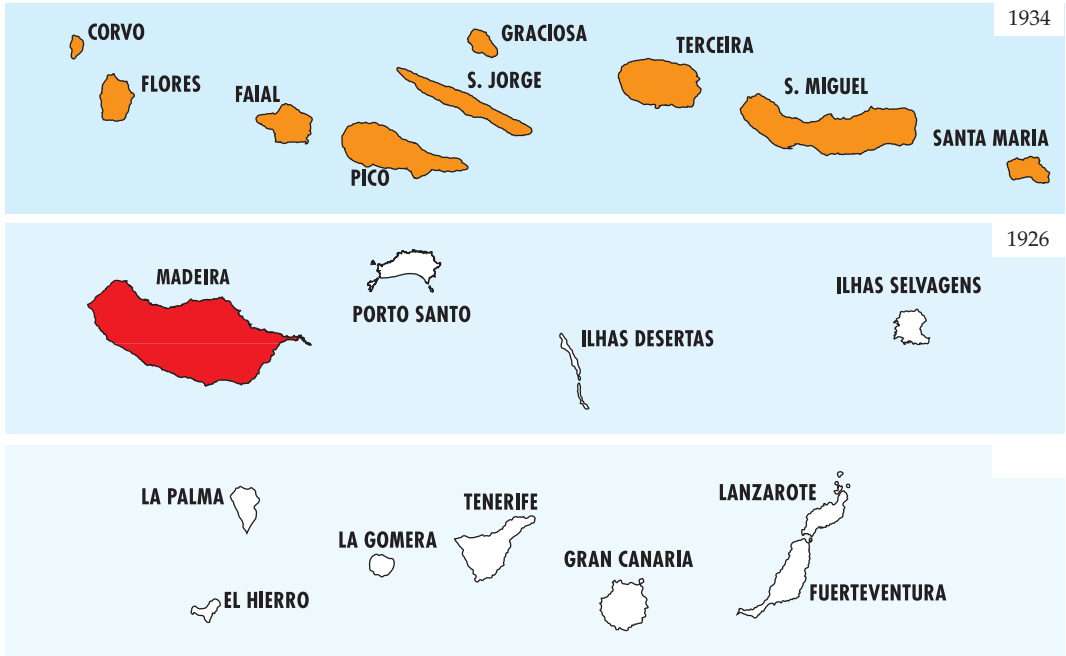 1934
CORVO
GRACIOSA
TERCEIRA
FLORES
S. JORGE
FAIAL
S. MIGUEL
SANTA MARIA
PICO
1926
MADEIRA
PORTO SANTO
ILHAS SELVAGENS
ILHAS DESERTAS
LA PALMA
TENERIFE
LANZAROTE
LA GOMERA
GRAN CANARIA
EL HIERRO
FUERTEVENTURA